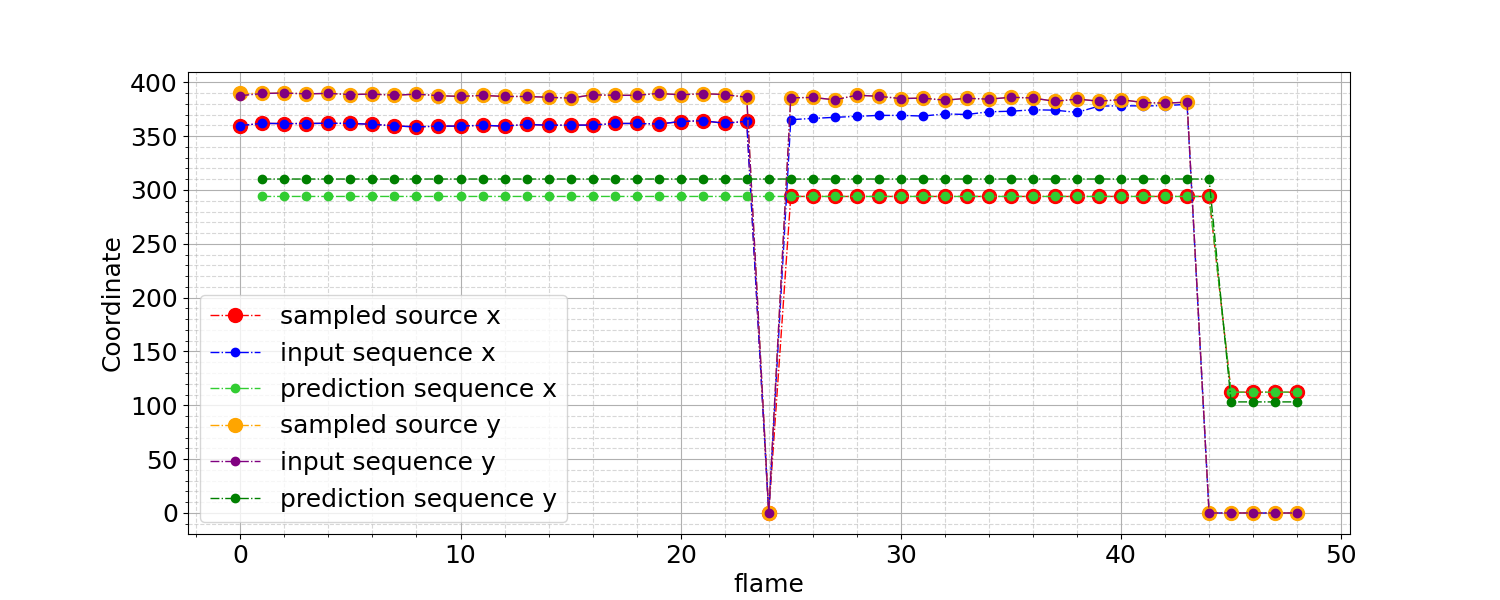 400
350
300
250
200
150
100
50
0
Coordinate
sampled source x
input sequence x
prediction sequence x
sampled source y
input sequence y
prediction sequence y
0 10 20 30 40 50
flame